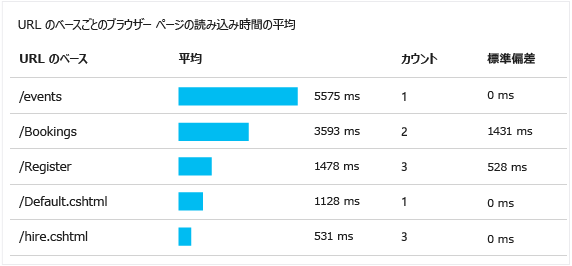 URL のベースごとのブラウザー ページの読み込み時間の平均
URL のベース 平均 カウント 標準偏差
/events 5575 ms 1 0 ms
/Bookings 3593 ms 2 1431 ms
/Register 1478 ms 3 528 ms
/Default.cshtml 1128 ms 1 0 ms
/hire.cshtml 531 ms 3 0 ms